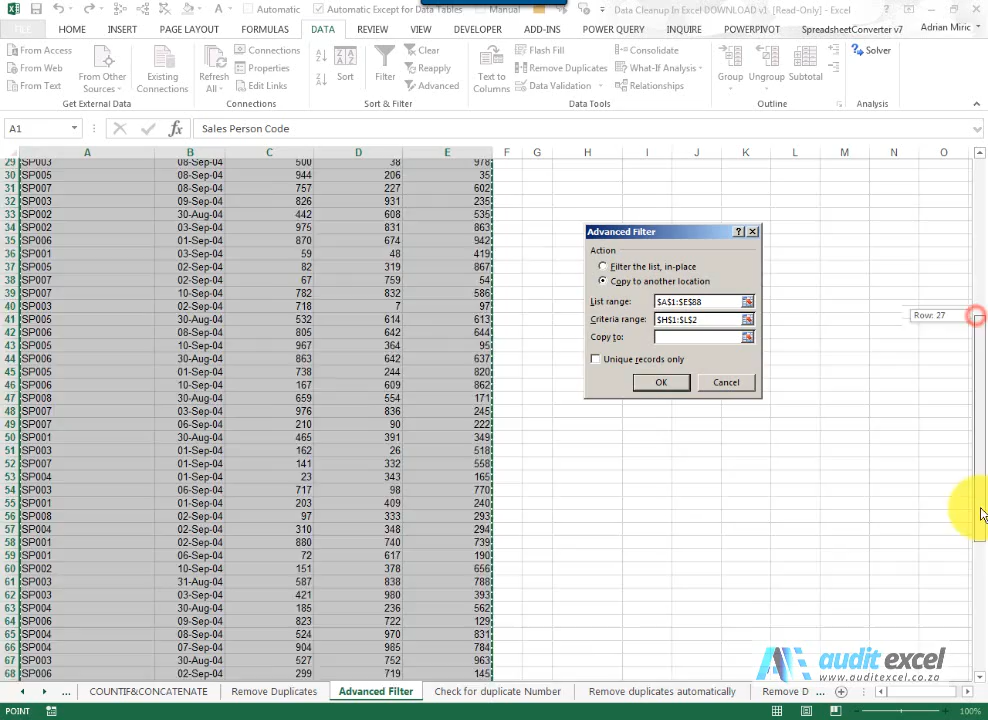 Automatic Automatic Except for Data Tables Manual Data Cleanup In Excel DOWNLOAD v1 [Read-Only] - Excel
FILE HOME INSERT PAGE LAYOUT FORMULAS DATA REVIEW VIEW DEVELOPER ADD-INS POWER QUERY INQUIRE POWERPIVOT SpreadsheetConverter v7 Adrian Miric
From Access
From Web
From Text
From Other Sources
Existing Connections
Get External Data
Refresh All
Connections
Properties
Edit Links
Connections
Sort
Filter
Clear
Reapply
Advanced
Sort & Filter
Text to Columns
Flash Fill
Remove Duplicates
Data Validation
Consolidate
What-If Analysis
Relationships
Data Tools
Group
Ungroup
Subtotal
Outline
Solver
Analysis
A1 fx Sales Person Code
A B C D E F G H I J K L M N O
29 SP003 08-Sep-04 500 38 978
30 SP005 08-Sep-04 944 206 35
31 SP007 08-Sep-04 757 227 602
32 SP003 09-Sep-04 826 931 235
33 SP002 30-Aug-04 442 608 535
34 SP002 03-Sep-04 975 831 863
35 SP006 01-Sep-04 870 674 942
36 SP001 03-Sep-04 59 48 419
37 SP005 02-Sep-04 82 319 867
38 SP007 02-Sep-04 67 759 54
39 SP007 10-Sep-04 782 832 586
40 SP003 02-Sep-04 718 7 97
41 SP005 30-Aug-04 532 614 613
42 SP006 08-Sep-04 805 642 644
43 SP005 10-Sep-04 967 364 95
44 SP006 30-Aug-04 863 642 637
45 SP005 01-Sep-04 738 244 820
46 SP006 10-Sep-04 167 609 862
47 SP008 30-Aug-04 659 554 171
48 SP007 03-Sep-04 976 836 245
49 SP007 06-Sep-04 210 90 222
50 SP001 30-Aug-04 465 391 349
51 SP003 01-Sep-04 162 26 518
52 SP007 01-Sep-04 141 332 558
53 SP004 01-Sep-04 23 343 165
54 SP003 06-Sep-04 717 98 770
55 SP001 01-Sep-04 203 409 240
56 SP008 02-Sep-04 97 333 293
57 SP004 02-Sep-04 310 348 294
58 SP001 02-Sep-04 880 740 739
59 SP001 06-Sep-04 72 617 190
60 SP002 10-Sep-04 151 378 656
61 SP003 31-Aug-04 587 838 788
62 SP003 03-Sep-04 421 980 393
63 SP004 30-Aug-04 185 236 562
64 SP006 09-Sep-04 823 722 129
65 SP004 08-Sep-04 524 970 831
66 SP004 07-Sep-04 904 985 784
67 SP003 30-Aug-04 527 752 963
68 SP006 02-Sep-04 299 719 145
Advanced Filter
Action
Filter the list, in-place
Copy to another location
List range: $A$1:$E$88
Criteria range: $H$1:$L$2
Copy to:
Unique records only
OK Cancel
Row: 27
audit excel
www.auditexcel.co.za
... COUNTIF&CONCATENATE Remove Duplicates Advanced Filter Check for duplicate Number Remove duplicates automatically Remove D ...
POINT 100%